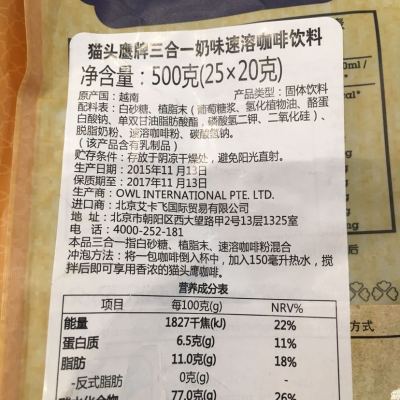 猫头鹰牌三合一奶味速溶咖啡饮料
净含量：500克(25×20克)
原产国：越南 产品类型：固体饮料
配料表：白砂糖、植脂末（葡萄糖浆、氢化植物油、酪蛋
白酸钠，单双甘油脂肪酸酯，磷酸氢二钾、二氧化硅）、
脱脂奶粉、速溶咖啡粉、碳酸氢钠。
（该产品含有乳制品）
贮存条件：存放于阴凉干燥处，避免阳光直射。
生产日期：2015年11月13日
保质期至：2017年11月13日
生产商：OWL INTERNATIONAL PTE. LTD.
进口商：北京艾卡飞国际贸易有限公司
地址：北京市朝阳区西大望路甲2号13层1325室
电话：4000-252-181
本品三合一指白砂糖、植脂末、速溶咖啡粉混合
冲泡方法：将一包咖啡倒入杯中，加入150毫升热水，搅
拌后即可享用香浓的猫头鹰咖啡。
营养成分表
项目 每100克(g) NRV%
能量 1827千焦(kJ) 22%
蛋白质 6.5克(g) 11%
脂肪 11.0克(g) 18%
-反式脂肪 0克(g)
碳水化合物 77.0克(g) 26%
方式